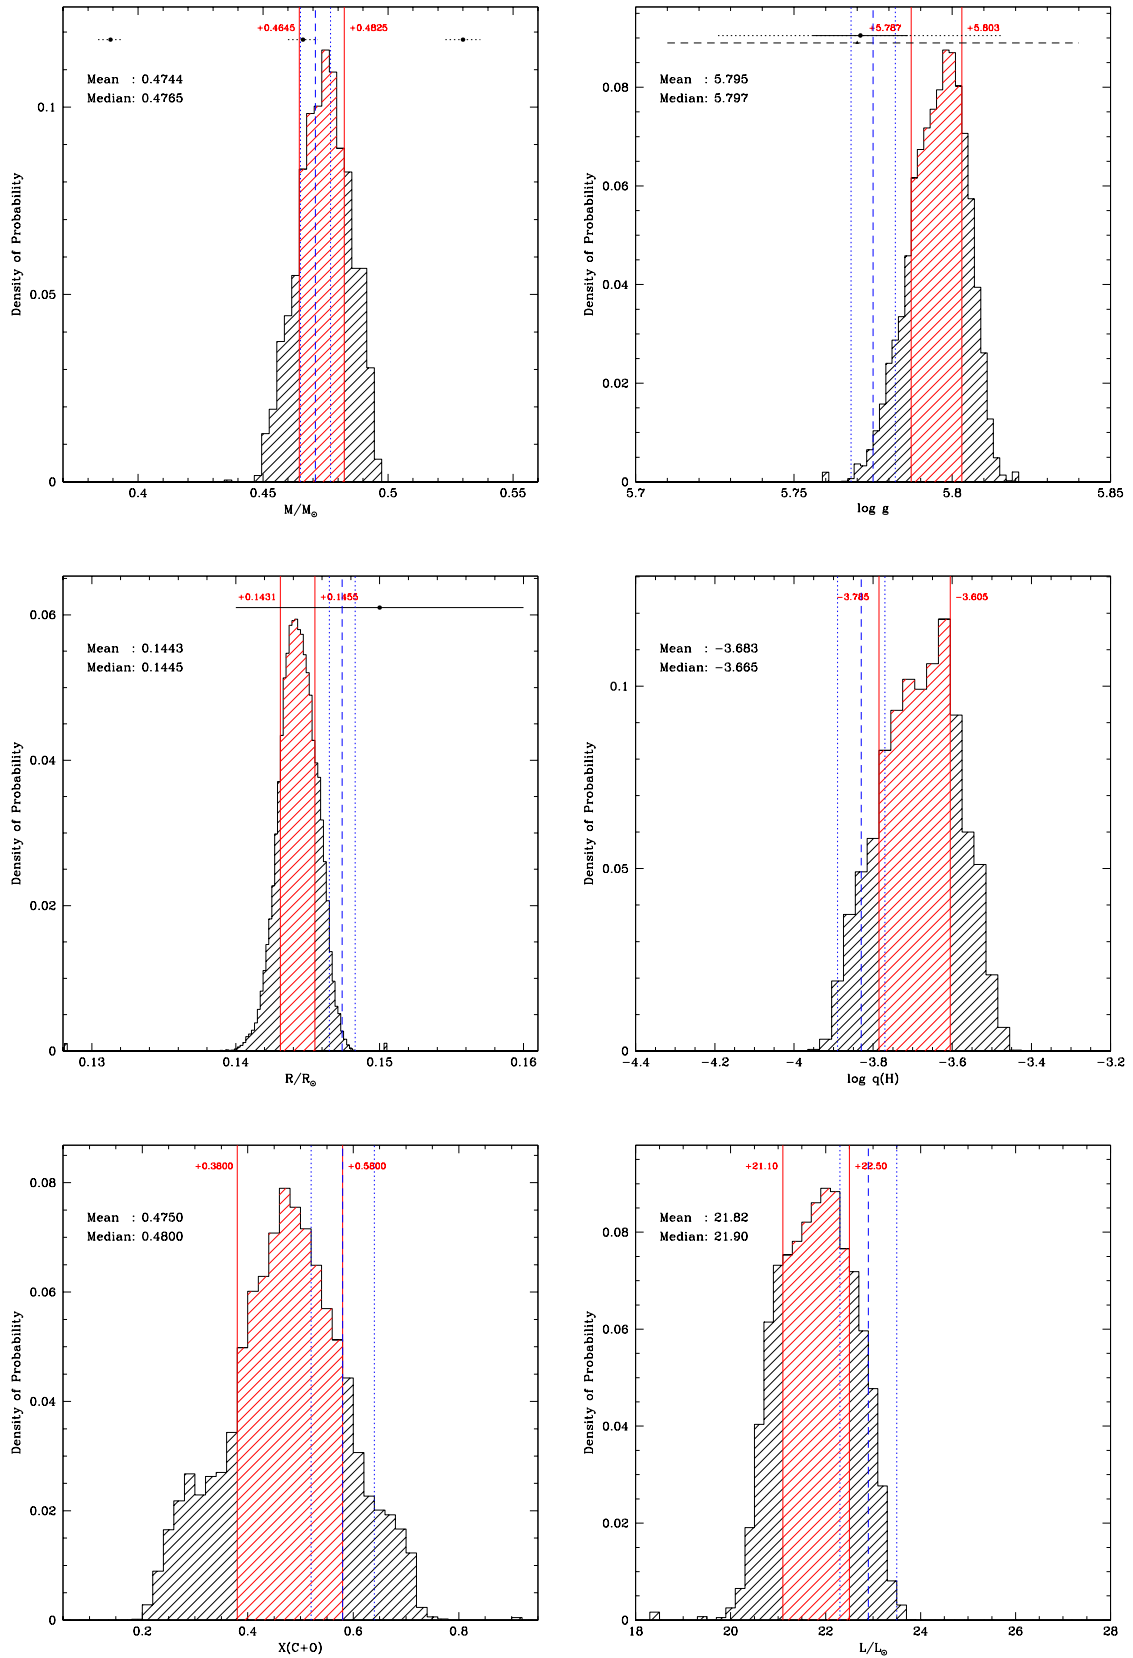 +0.4645 +0.4825
Mean : 0.4744
Median: 0.4765
0.1
0.05
0
0.4 0.45 0.5 0.55
M/M⊙
Density of Probability
+5.787 +5.803
Mean : 5.795
Median: 5.797
0.08
0.06
0.04
0.02
0
5.7 5.75 5.8 5.85
log g
Density of Probability
+0.1431 +0.1455
Mean : 0.1443
Median: 0.1445
0.06
0.04
0.02
0
0.13 0.14 0.15 0.16
R/R⊙
Density of Probability
−3.785 −3.605
Mean : −3.683
Median: −3.665
0.1
0.05
0
−4.4 −4.2 −4 −3.8 −3.6 −3.4 −3.2
log q(H)
Density of Probability
+0.3800 +0.5800
Mean : 0.4750
Median: 0.4800
0.08
0.06
0.04
0.02
0
0.2 0.4 0.6 0.8
X(C+O)
Density of Probability
+21.10 +22.50
Mean : 21.82
Median: 21.90
0.08
0.06
0.04
0.02
0
18 20 22 24 26 28
L/L⊙
Density of Probability